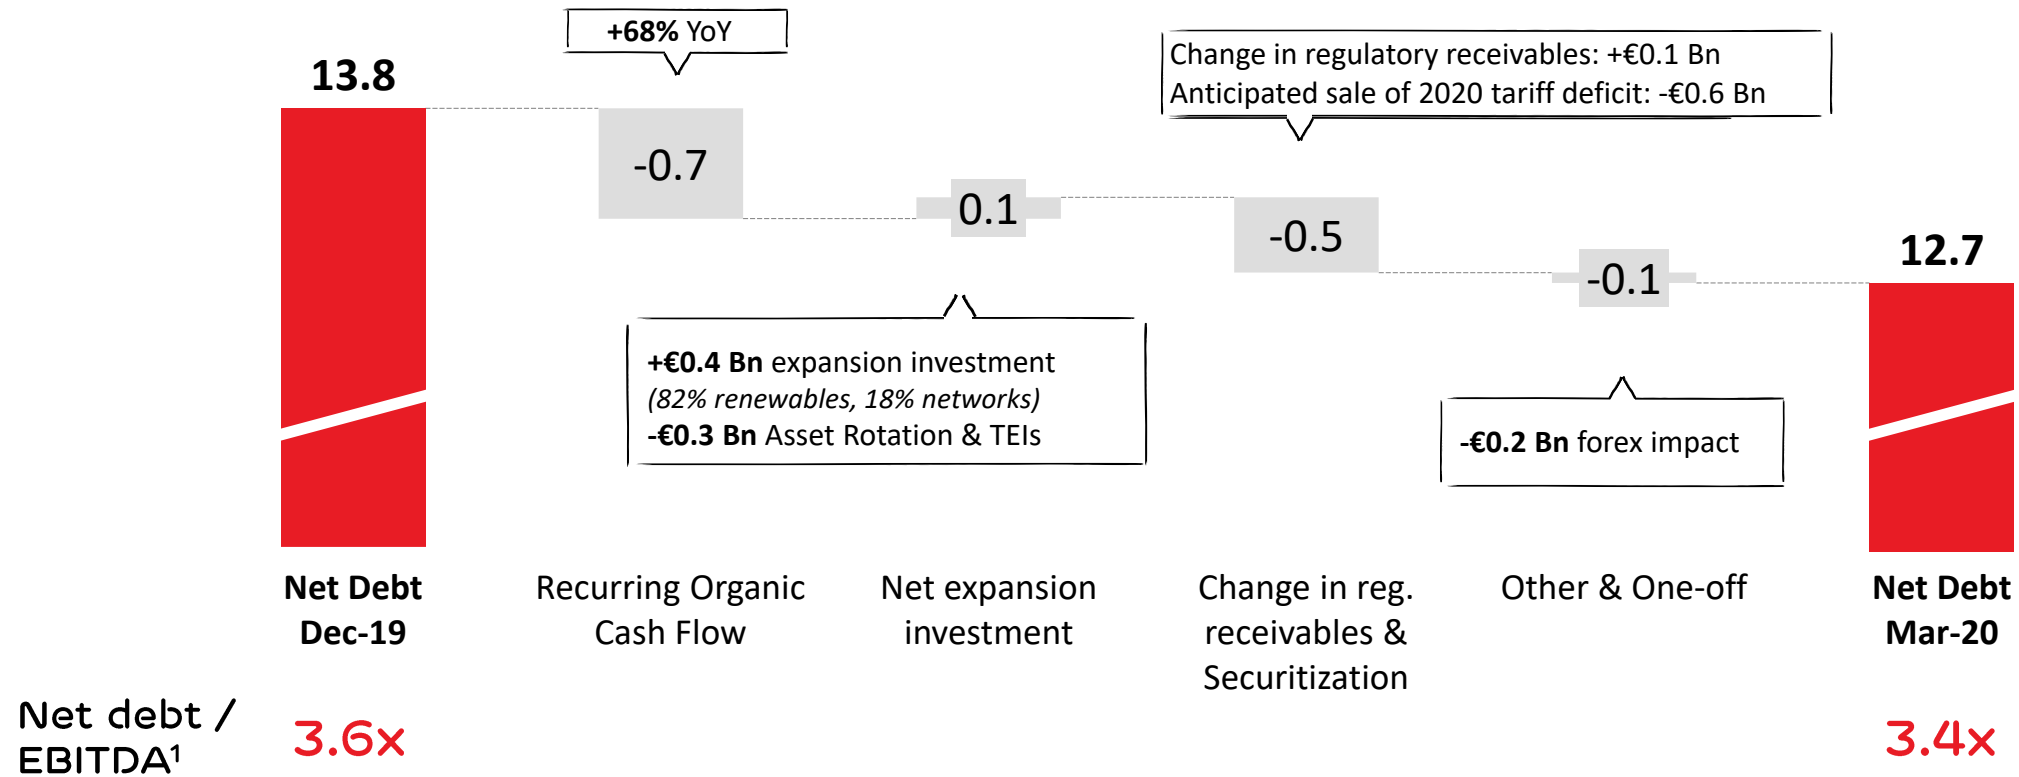 +68% YoY
Change in regulatory receivables: +€0.1 Bn
Anticipated sale of 2020 tariff deficit: -€0.6 Bn
13.8
-0.7
0.1
-0.5
-0.1
12.7
+€0.4 Bn expansion investment
(82% renewables, 18% networks)
-€0.3 Bn Asset Rotation & TEIs
-€0.2 Bn forex impact
Net Debt
Dec-19
Recurring Organic
Cash Flow
Net expansion
investment
Change in reg.
receivables &
Securitization
Other & One-off
Net Debt
Mar-20
Net debt /
EBITDA¹
3.6x
3.4x